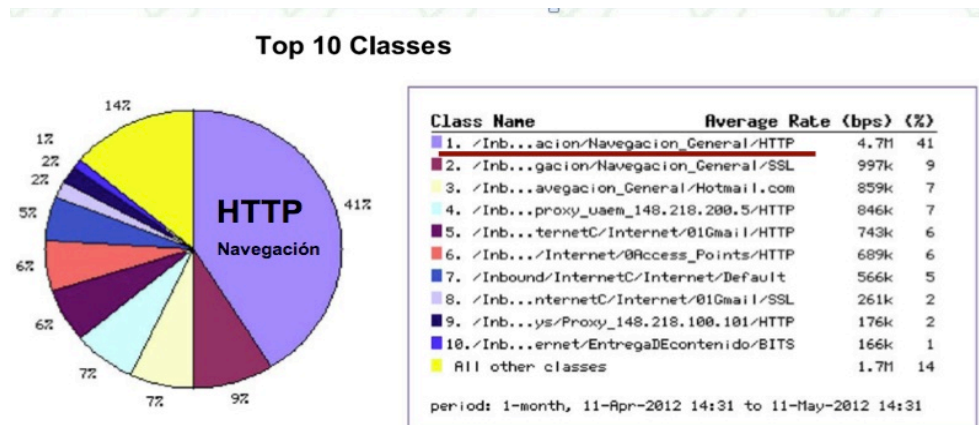 Top 10 Classes
14%
1%
2%
2%
5%
6%
6%
7%
7%
9%
41%
HTTP
Navegación
Class Name Average Rate (bps) (%)
1. /Inb...acion/Navegacion_General/HTTP 4.7M 41
2. /Inb...gacion/Navegacion_General/SSL 997k 9
3. /Inb...avegacion_General/Hotmail.com 859k 7
4. /Inb...proxy_uaem_148.218.200.5/HTTP 846k 7
5. /Inb...ternetC/Internet/01Gmail/HTTP 743k 6
6. /Inb.../Internet/0Access_Points/HTTP 689k 6
7. /Inbound/InternetC/Internet/Default 566k 5
8. /Inb...nternetC/Internet/01Gmail/SSL 261k 2
9. /Inb...ys/Proxy_148.218.100.101/HTTP 176k 2
10./Inb...ernet/EntregaDEcontenido/BITS 166k 1
All other classes 1.7M 14
period: 1-month, 11-Apr-2012 14:31 to 11-May-2012 14:31